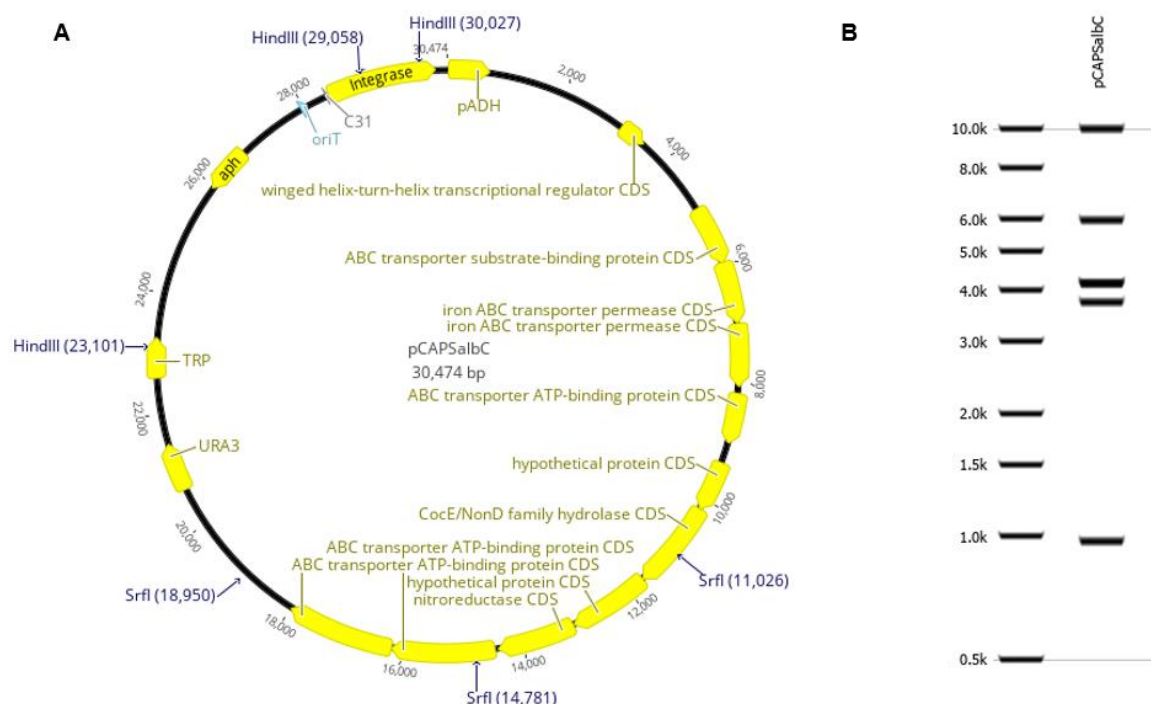 A
HindIII (30,027)
HindIII (29,058)
30,474
Integrase
28,000
C31
oriT
pADH
2,000
aph
26,000
4,000
winged helix-turn-helix transcriptional regulator CDS
ABC transporter substrate-binding protein CDS
6,000
24,000
iron ABC transporter permease CDS
iron ABC transporter permease CDS
HindIII (23,101)
TRP
pCAPSalbC
30,474 bp
8,000
ABC transporter ATP-binding protein CDS
22,000
URA3
hypothetical protein CDS
10,000
CocE/NonD family hydrolase CDS
20,000
ABC transporter ATP-binding protein CDS
ABC transporter ATP-binding protein CDS
hypothetical protein CDS
nitroreductase CDS
SrfI (11,026)
SrfI (18,950)
12,000
18,000
14,000
16,000
SrfI (14,781)
B
pCAPSalbC
10.0k
8.0k
6.0k
5.0k
4.0k
3.0k
2.0k
1.5k
1.0k
0.5k